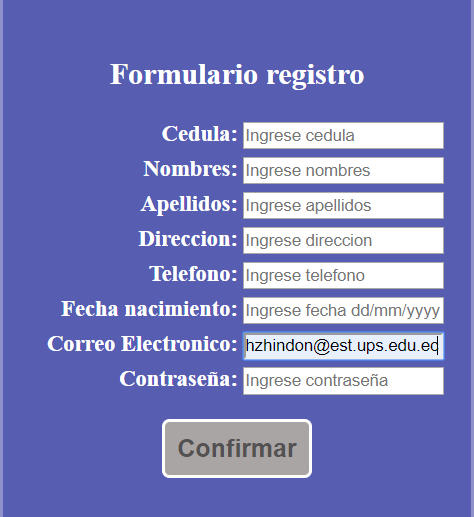 Formulario registro
Cedula: Ingrese cedula
Nombres: Ingrese nombres
Apellidos: Ingrese apellidos
Direccion: Ingrese direccion
Telefono: Ingrese telefono
Fecha nacimiento: Ingrese fecha dd/mm/yyyy
Correo Electronico: hzhindon@est.ups.edu.ec
Contraseña: Ingrese contraseña
Confirmar